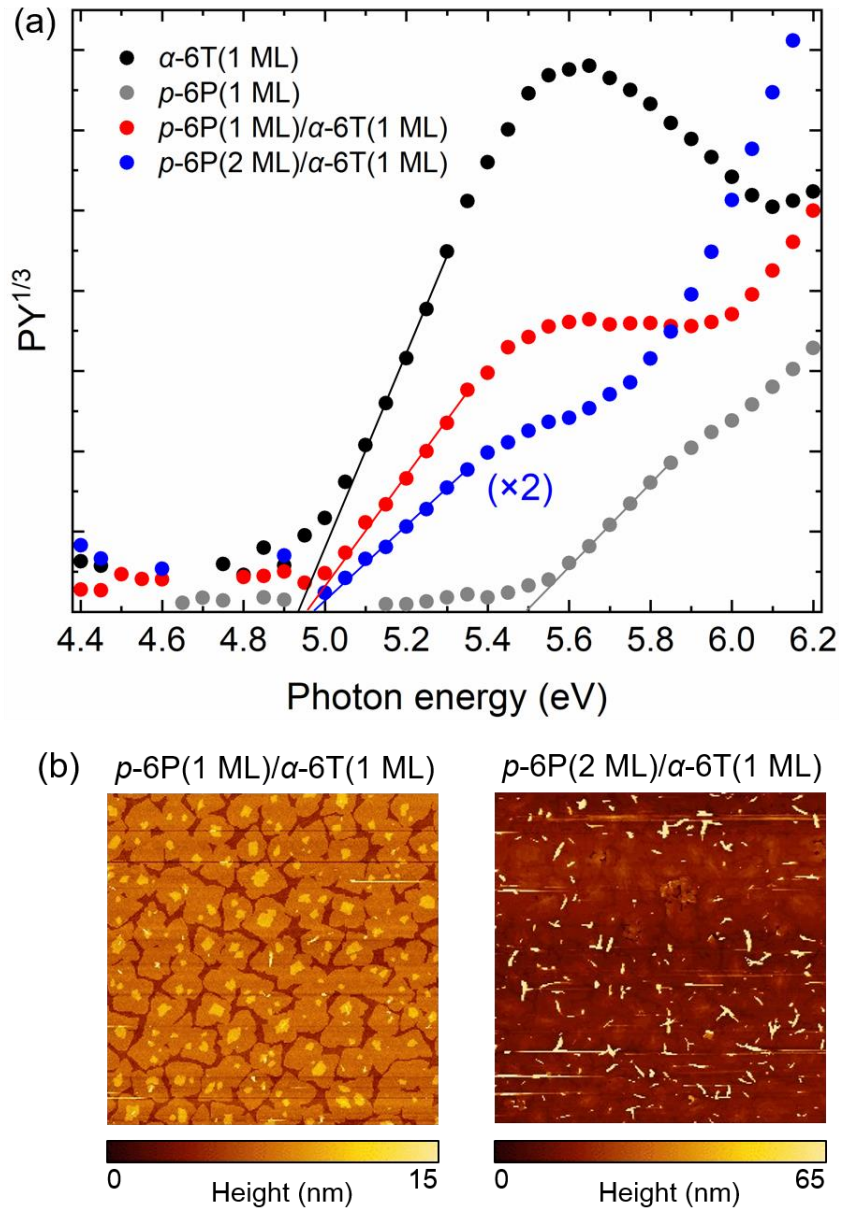 (a)
α-6T(1 ML)
p-6P(1 ML)
p-6P(1 ML)/α-6T(1 ML)
p-6P(2 ML)/α-6T(1 ML)
PY1/3
(×2)
4.4 4.6 4.8 5.0 5.2 5.4 5.6 5.8 6.0 6.2
Photon energy (eV)
(b) p-6P(1 ML)/α-6T(1 ML) p-6P(2 ML)/α-6T(1 ML)
0 15 0 65
Height (nm) Height (nm)